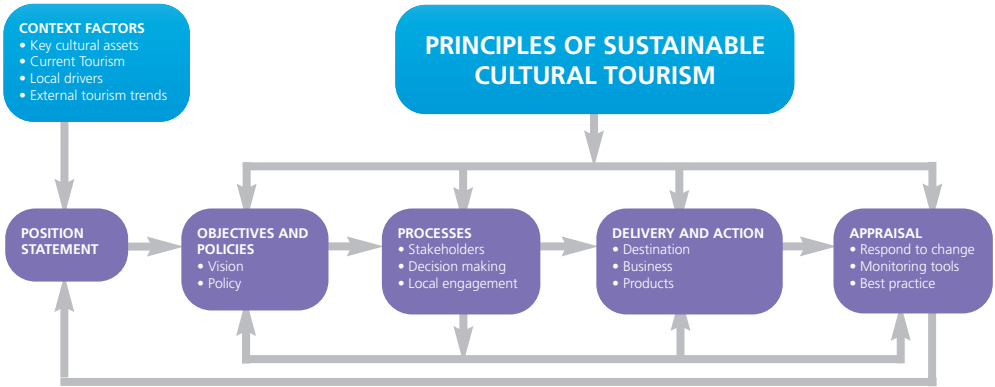 CONTEXT FACTORS
• Key cultural assets
• Current Tourism
• Local drivers
• External tourism trends
PRINCIPLES OF SUSTAINABLE
CULTURAL TOURISM
POSITION
STATEMENT
OBJECTIVES AND
POLICIES
• Vision
• Policy
PROCESSES
• Stakeholders
• Decision making
• Local engagement
DELIVERY AND ACTION
• Destination
• Business
• Products
APPRAISAL
• Respond to change
• Monitoring tools
• Best practice